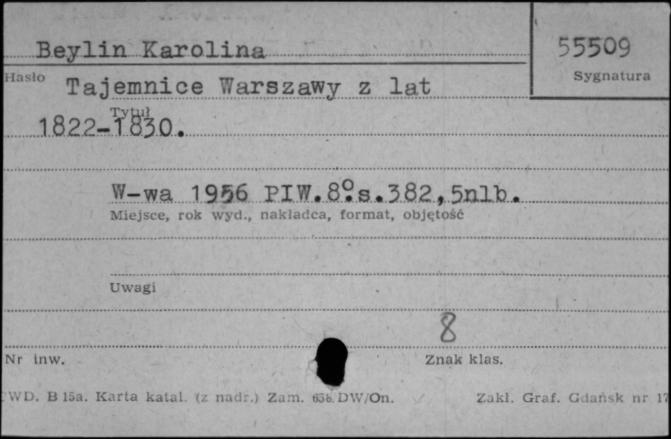 Beylin Karolina
55509
Hasło
Sygnatura
Tajemnice Warszawy z lat
Tytuł
1822-1830.
W-wa 1956 PIW.8° s.382,5nlb.
Miejsce, rok wyd., nakładca, format, objętość
Uwagi
8
Nr inw.
Znak klas.
WD. B 15a. Karta katal. (z nadr.) Zam. DW/On.
Zakł. Graf. Gdańsk nr 17